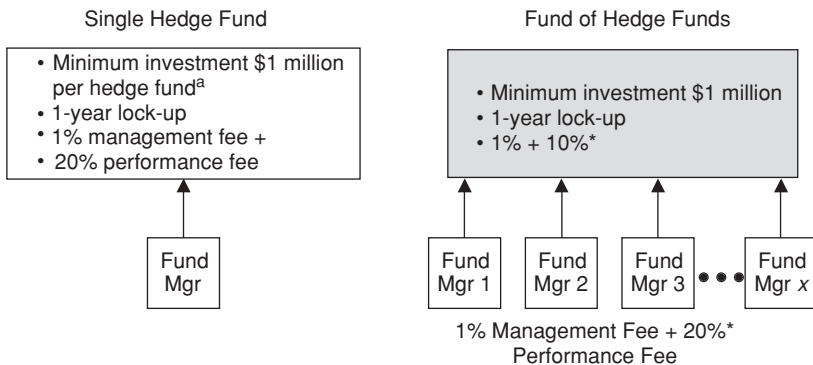 Single Hedge Fund
• Minimum investment $1 million
per hedge fundᵃ
• 1-year lock-up
• 1% management fee +
• 20% performance fee
Fund
Mgr
Fund of Hedge Funds
• Minimum investment $1 million
• 1-year lock-up
• 1% + 10%*
Fund
Mgr 1
Fund
Mgr 2
Fund
Mgr 3
Fund
Mgr x
1% Management Fee + 20%*
Performance Fee